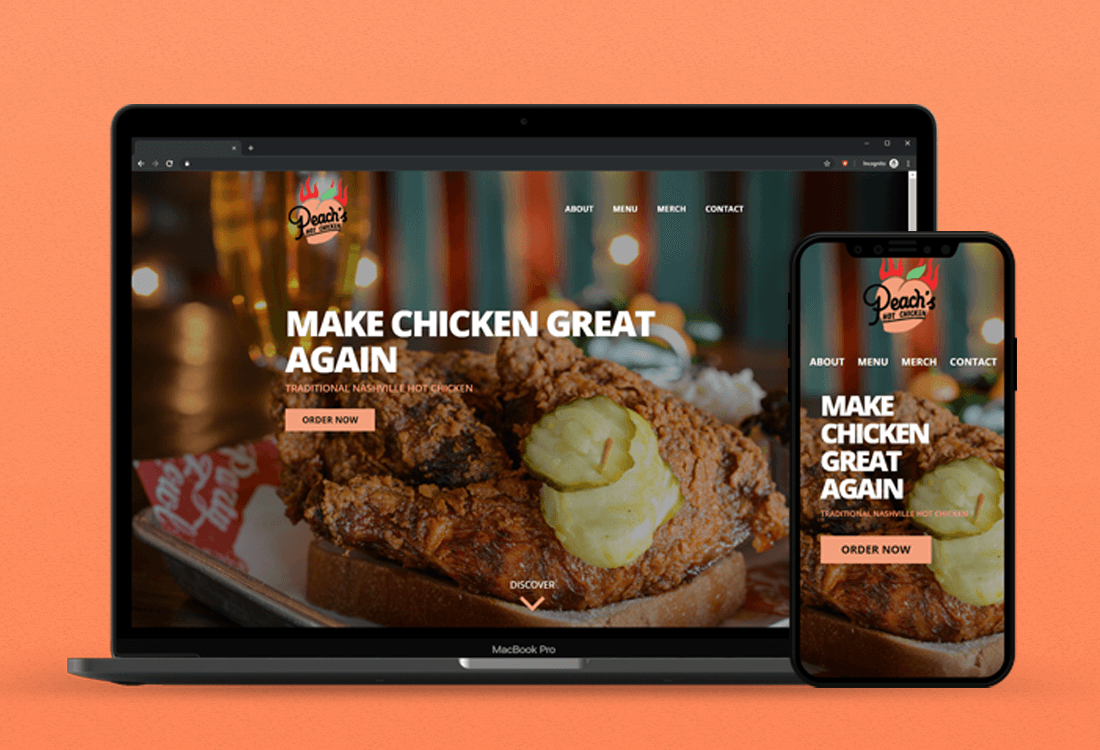 Incognito
Peach's
HOT CHICKEN
ABOUT MENU MERCH CONTACT
MAKE CHICKEN GREAT
AGAIN
TRADITIONAL NASHVILLE HOT CHICKEN
ORDER NOW
DISCOVER
MacBook Pro
Peach's
HOT CHICKEN
ABOUT MENU MERCH CONTACT
MAKE
CHICKEN
GREAT
AGAIN
TRADITIONAL NASHVILLE HOT CHICKEN
ORDER NOW